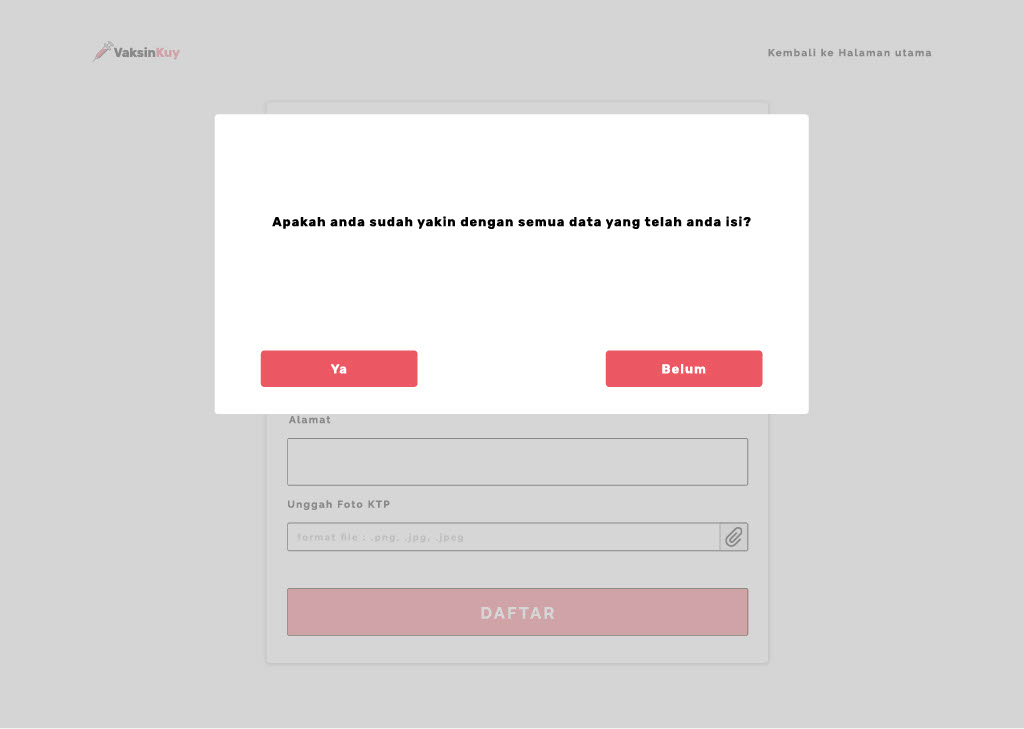 VaksinKuy
Kembali ke Halaman utama
Apakah anda sudah yakin dengan semua data yang telah anda isi?
Ya
Belum
Alamat
Unggah Foto KTP
format file : .png, .jpg, .jpeg
DAFTAR